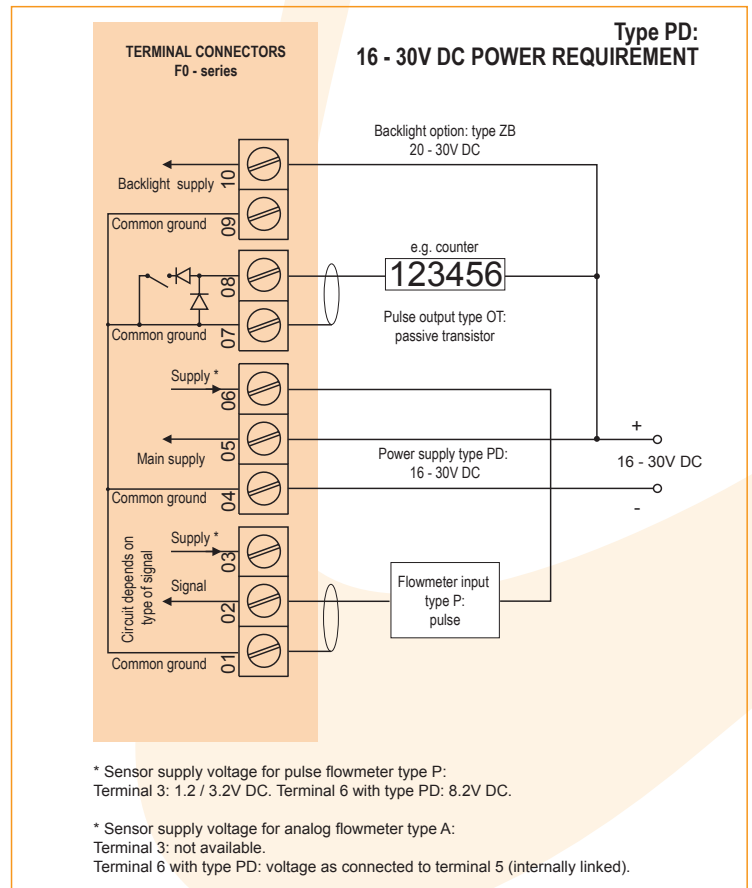 Type PD:
16 - 30V DC POWER REQUIREMENT
TERMINAL CONNECTORS
F0 - series
Backlight option: type ZB
20 - 30V DC
10
Backlight supply
09
Common ground
e.g. counter
123456
08
Pulse output type OT:
passive transistor
07
Common ground
Supply *
06
05
Main supply
Power supply type PD:
16 - 30V DC
+
16 - 30V DC
-
04
Common ground
Supply *
03
Circuit depends on
type of signal
Signal
02
Flowmeter input
type P:
pulse
01
Common ground
* Sensor supply voltage for pulse flowmeter type P:
Terminal 3: 1.2 / 3.2V DC. Terminal 6 with type PD: 8.2V DC.
* Sensor supply voltage for analog flowmeter type A:
Terminal 3: not available.
Terminal 6 with type PD: voltage as connected to terminal 5 (internally linked).